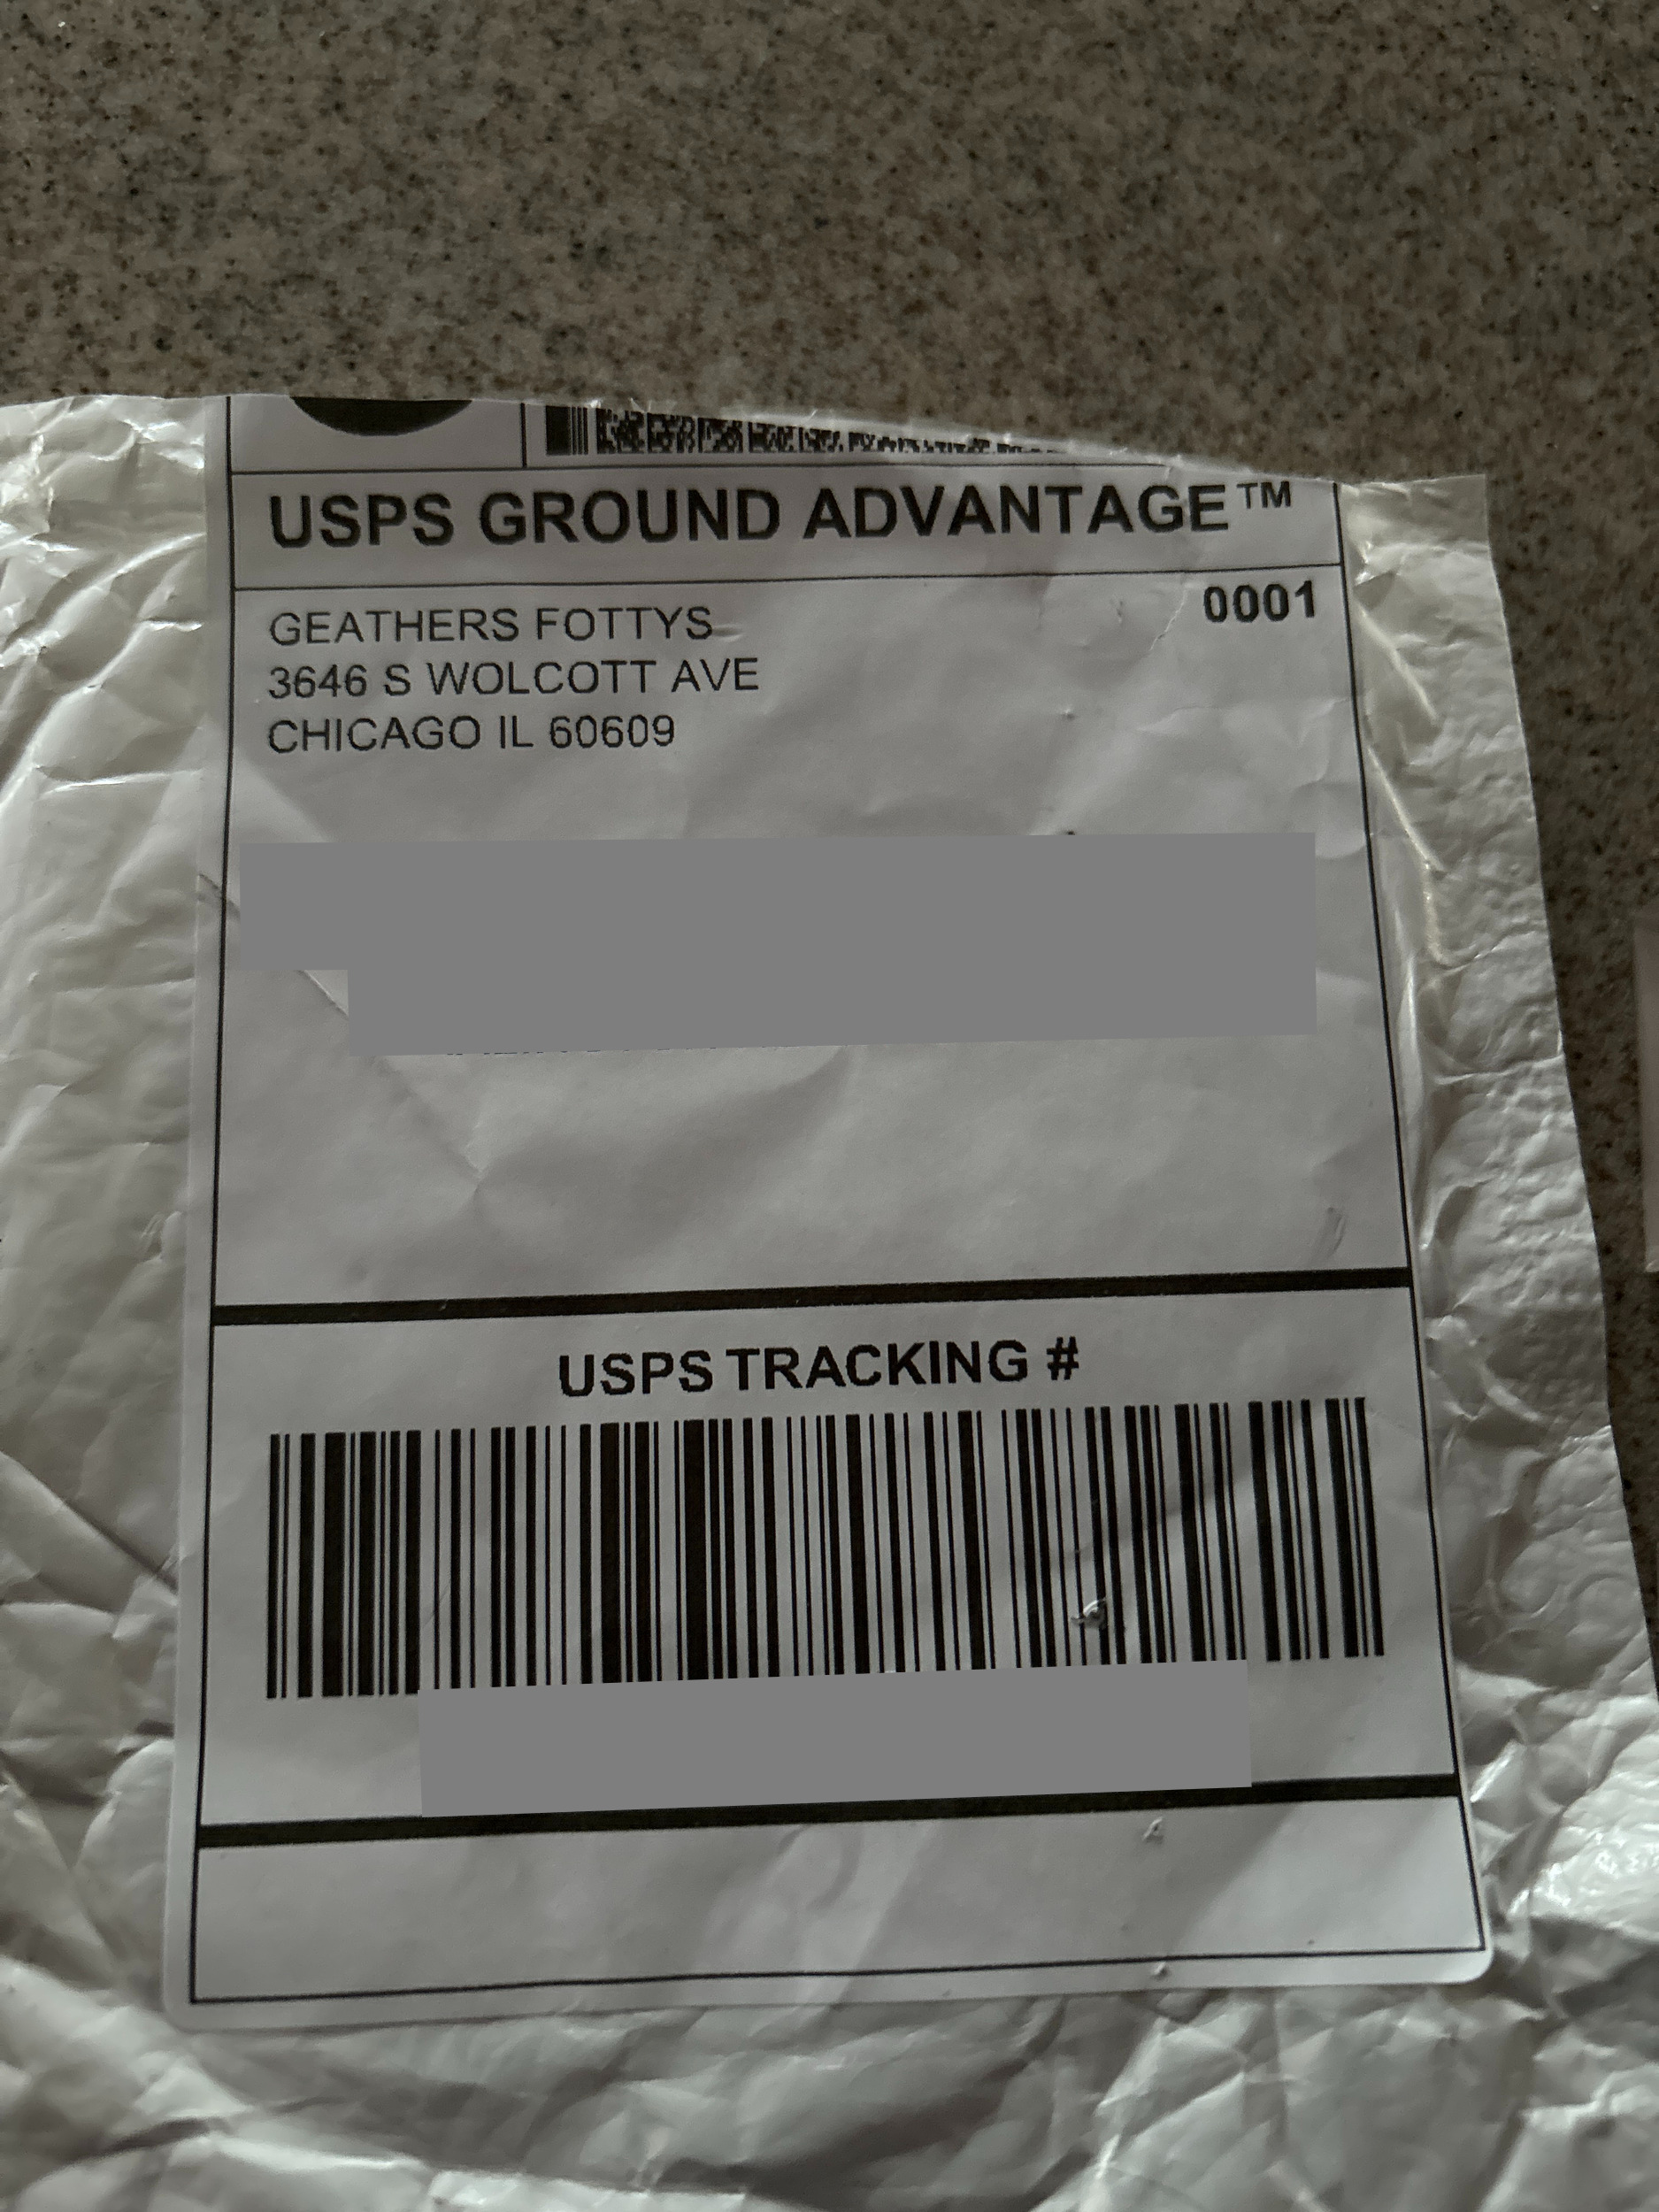 USPS GROUND ADVANTAGE™
GEATHERS FOTTYS
0001
3646 S WOLCOTT AVE
CHICAGO IL 60609
USPS TRACKING #